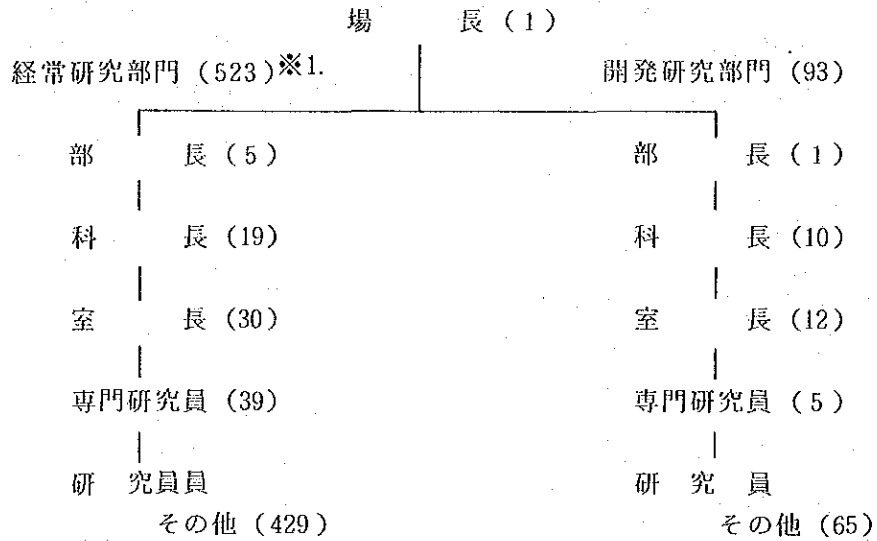 場 長 (1)
経常研究部門 (523)※1. 開発研究部門 (93)
部 長 (5) 部 長 (1)
科 長 (19) 科 長 (10)
室 長 (30) 室 長 (12)
専門研究員 (39) 専門研究員 (5)
研 究員員 研 究 員
その他 (429) その他 (65)